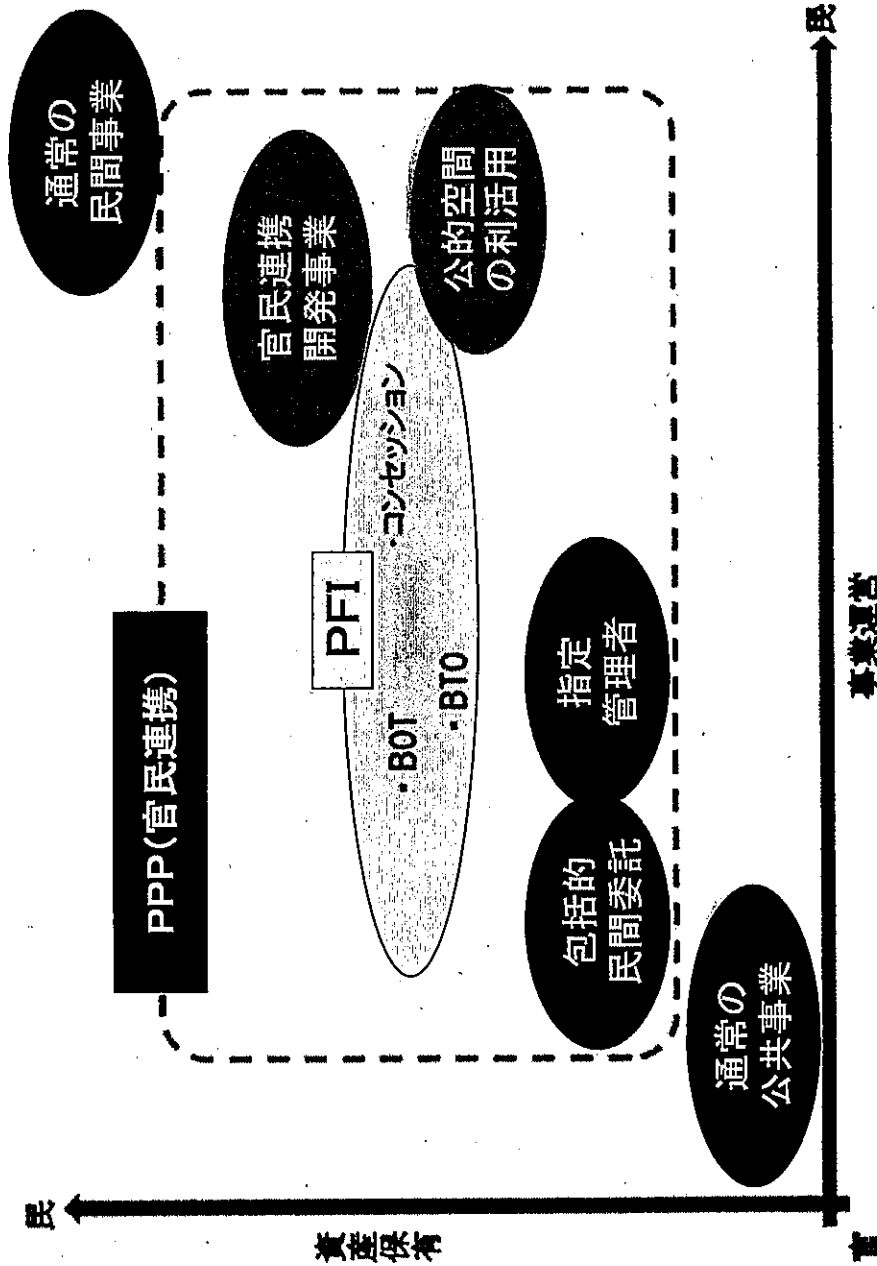 民
資産保有
官
PPP(官民連携)
通常の
民間事業
PFI
・BOT
・BTO
・コンセッション
官民連携
開発事業
公的空間
の利活用
包括的
民間委託
指定
管理者
通常の
公共事業
事業運営
民